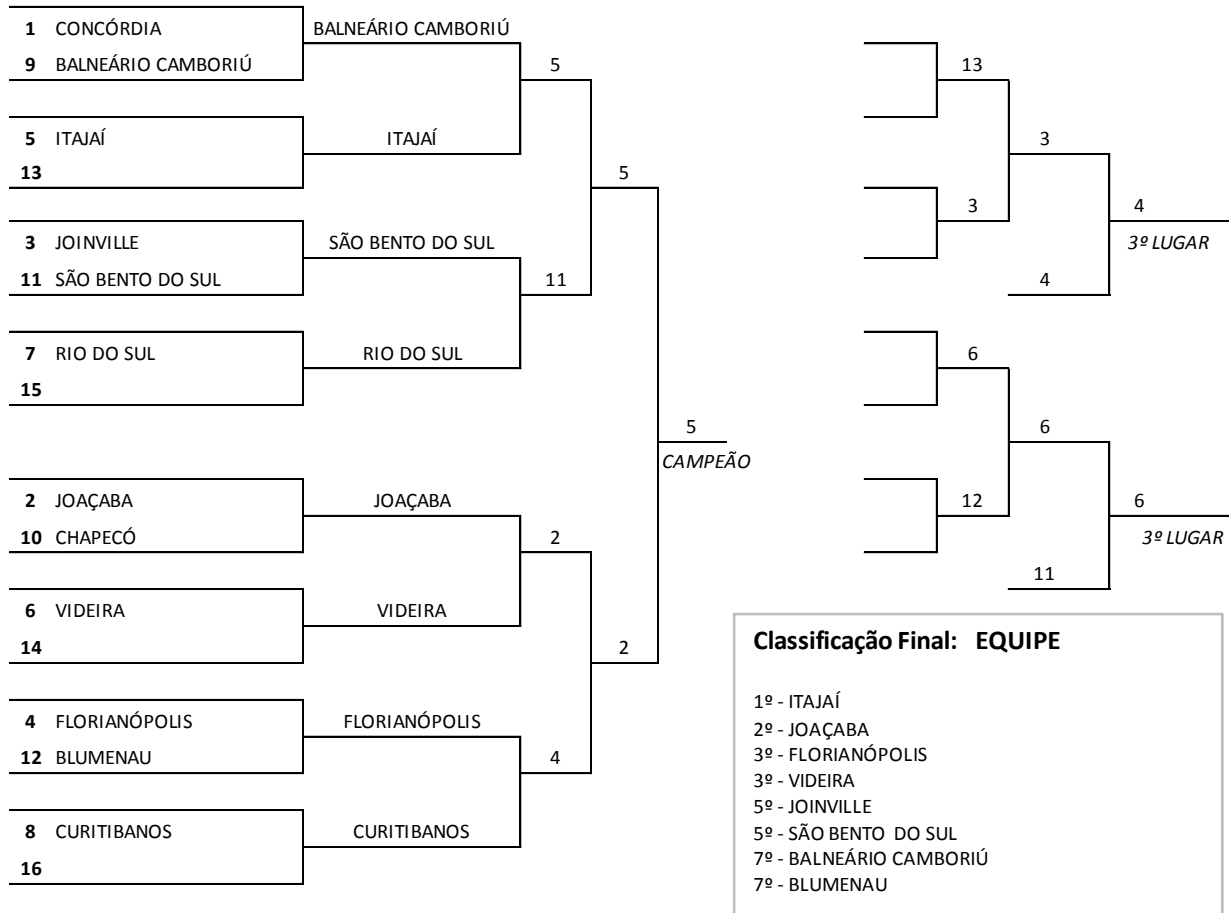 1 CONCÓRDIA
BALNEÁRIO CAMBORIÚ
9 BALNEÁRIO CAMBORIÚ
5
13
5 ITAJAÍ
ITAJAÍ
3
13
5
3 JOINVILLE
SÃO BENTO DO SUL
3
4
3º LUGAR
11 SÃO BENTO DO SUL
11
4
7 RIO DO SUL
RIO DO SUL
6
15
5
CAMPEÃO
6
2 JOAÇABA
JOAÇABA
12
6
3º LUGAR
10 CHAPECÓ
2
11
6 VIDEIRA
VIDEIRA
14
2
4 FLORIANÓPOLIS
FLORIANÓPOLIS
12 BLUMENAU
4
8 CURITIBANOS
CURITIBANOS
16
Classificação Final: EQUIPE
1º - ITAJAÍ
2º - JOAÇABA
3º - FLORIANÓPOLIS
3º - VIDEIRA
5º - JOINVILLE
5º - SÃO BENTO DO SUL
7º - BALNEÁRIO CAMBORIÚ
7º - BLUMENAU